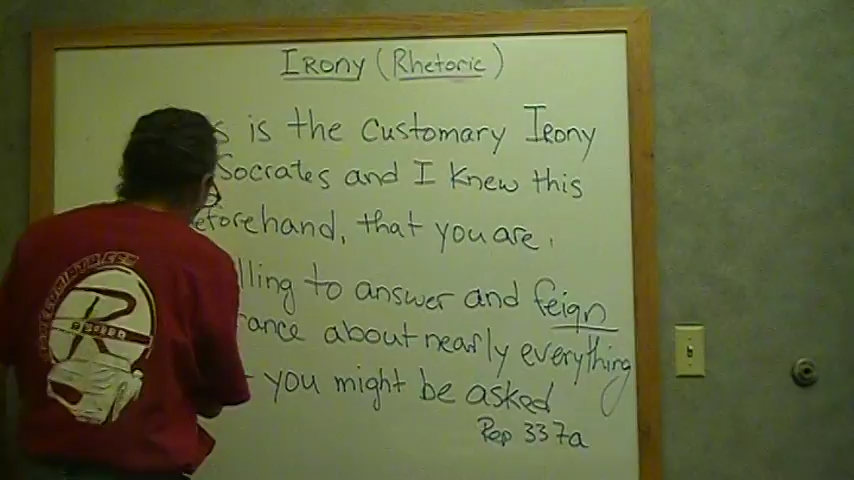 Irony (Rhetoric)
s is the customary Irony
Socrates and I knew this
eforehand, that you are
lling to answer and feign
rance about nearly everything
you might be asked
Rep 337a